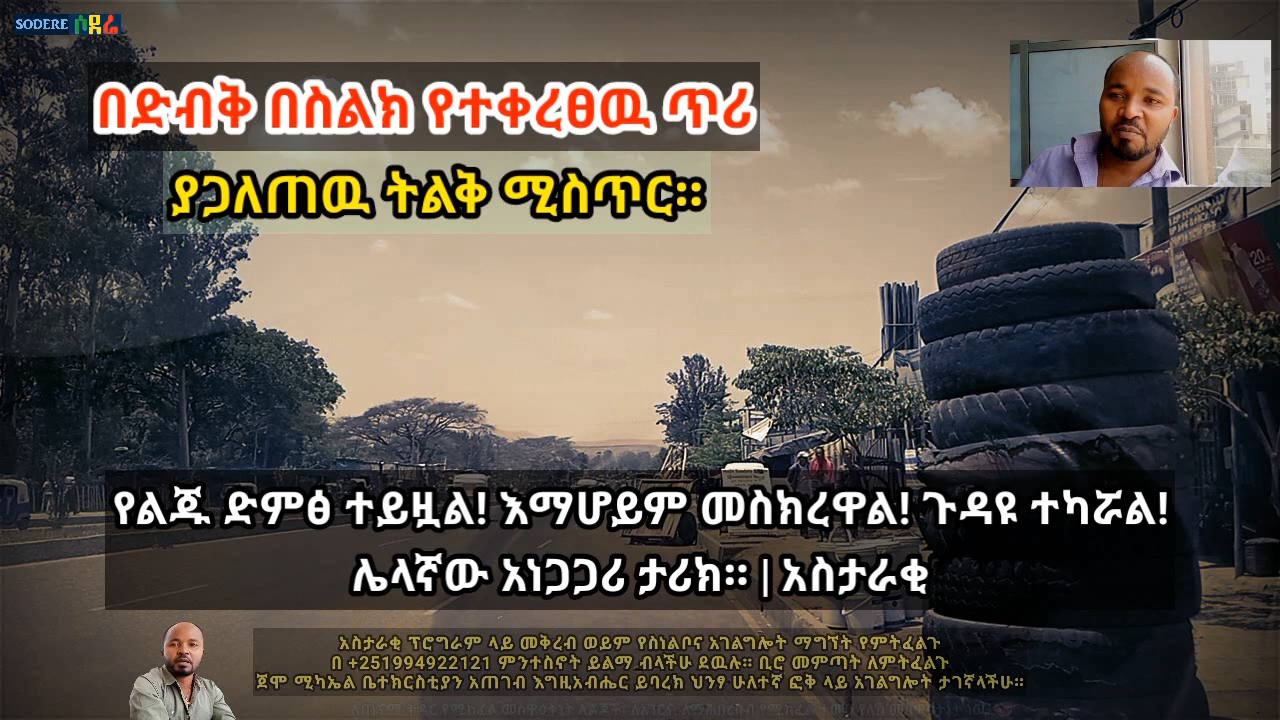 SODERE ሶደሬ
በድብቅ በስልክ የተቀረፀዉ ጥሪ
ያጋለጠዉ ትልቅ ሚስጥር።
የልጁ ድምፅ ተይዟል! እማሆይም መስክረዋል! ጉዳዩ ተካሯል!
ሌላኛው አነጋጋሪ ታሪክ። | አስታራቂ
አስታራቂ ፕሮግራም ላይ መቅረብ ወይም የስነልቦና አገልግሎት ማግኘት የምትፈልጉ
በ +251994922121 ምንተስኖት ይልማ ብላችሁ ደዉሉ። ቢሮ መምጣት ለምትፈልጉ
ጀሞ ሚካኤል ቤተክርስቲያን አጠገብ እግዚአብሔር ይባረክ ህንፃ ሁለተኛ ፎቅ ላይ አገልግሎት ታገኛላችሁ።